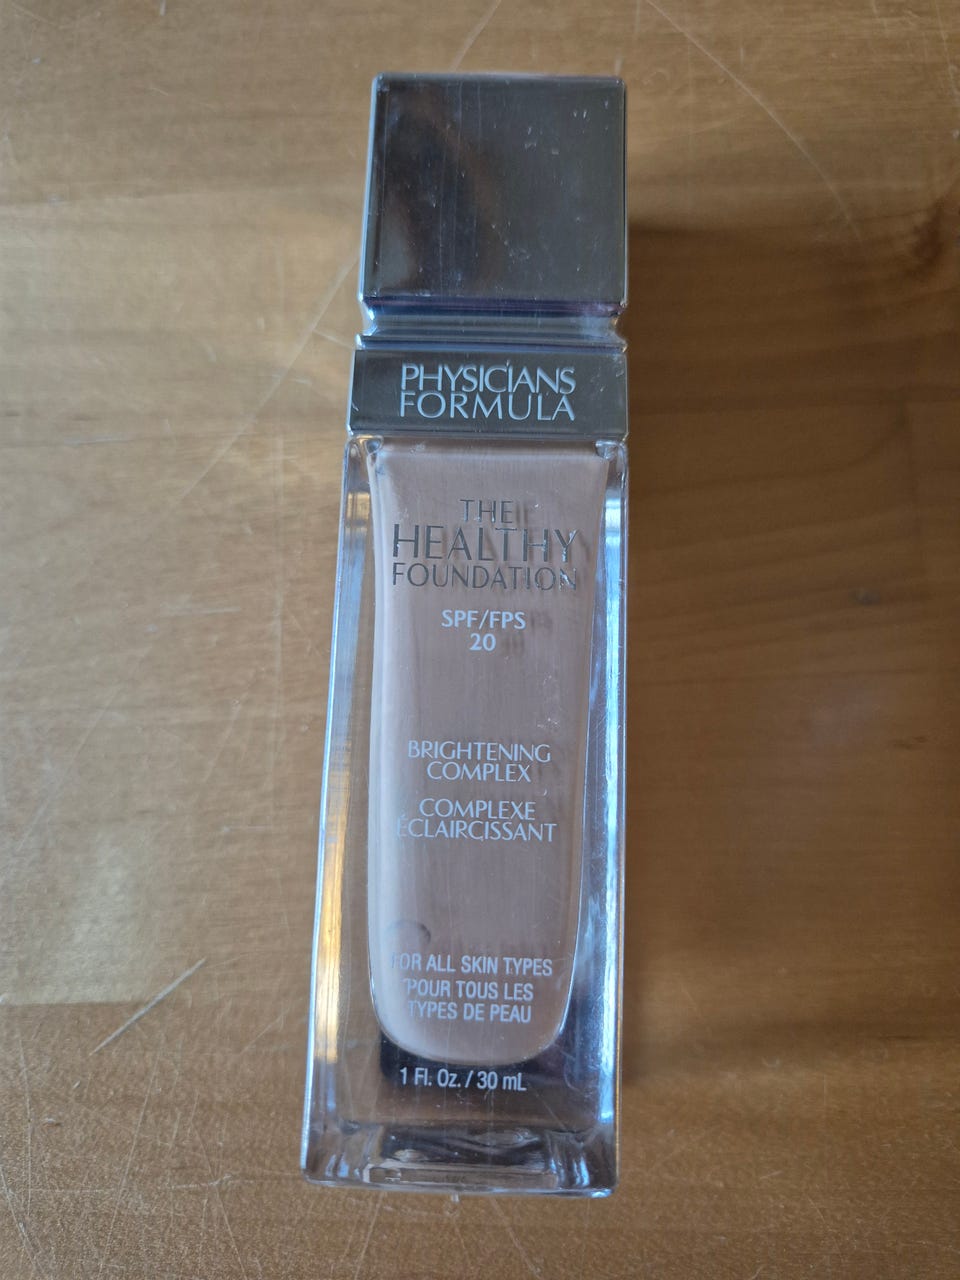 PHYSICIANS
FORMULA
THE
HEALTHY
FOUNDATION
SPF/FPS
20
BRIGHTENING
COMPLEX
COMPLEXE
ÉCLAIRCISSANT
FOR ALL SKIN TYPES
POUR TOUS LES
TYPES DE PEAU
1 Fl. Oz. / 30 mL